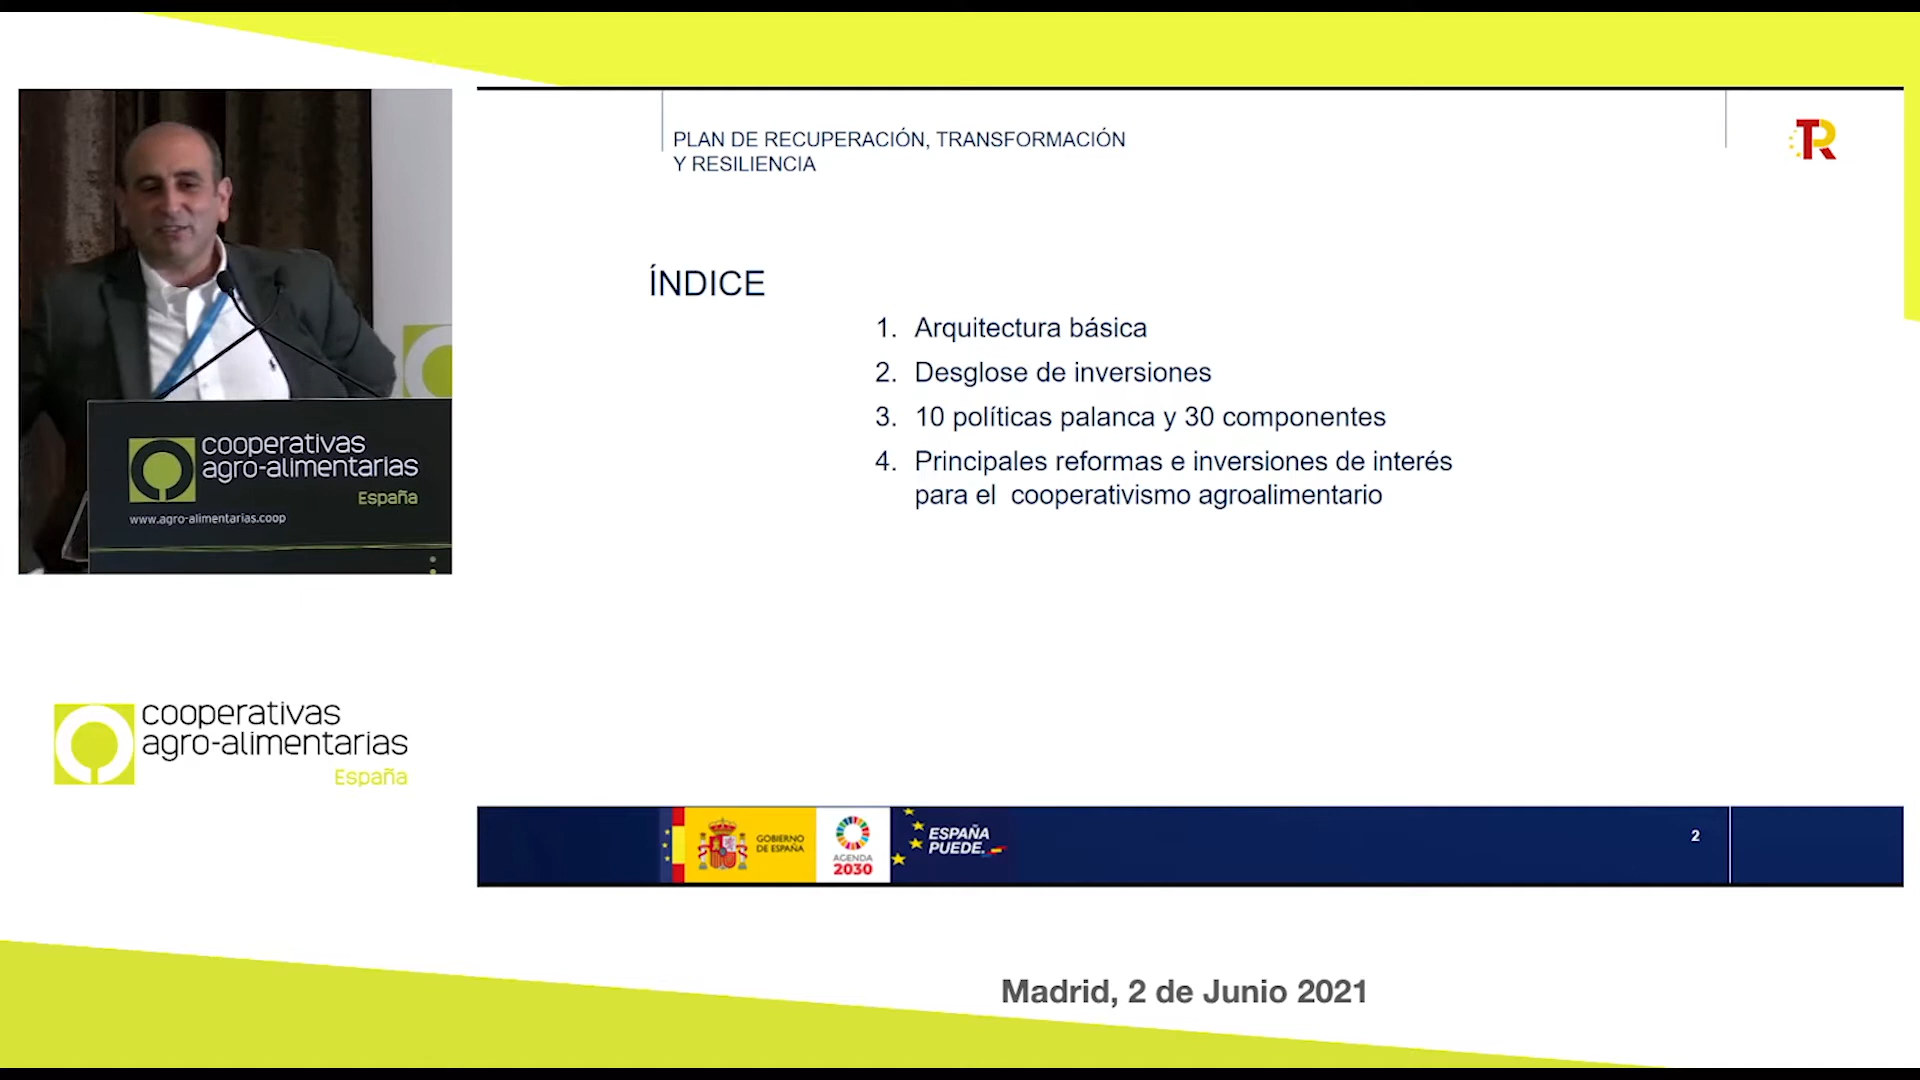 PLAN DE RECUPERACIÓN, TRANSFORMACIÓN
Y RESILIENCIA
TR
ÍNDICE
1. Arquitectura básica
2. Desglose de inversiones
3. 10 políticas palanca y 30 componentes
4. Principales reformas e inversiones de interés
para el cooperativismo agroalimentario
cooperativas
agro-alimentarias
España
www.agro-alimentarias.coop
cooperativas
agro-alimentarias
España
GOBIERNO
DE ESPAÑA
AGENDA
2030
ESPAÑA
PUEDE.
2
Madrid, 2 de Junio 2021